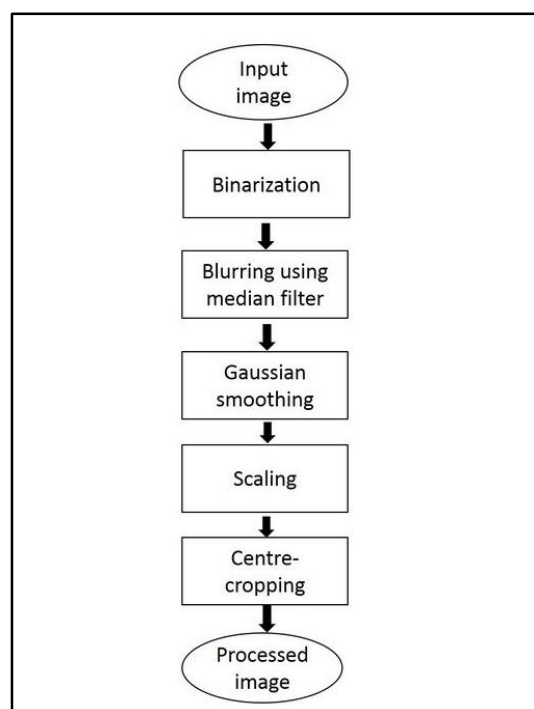 Input
image
Binarization
Blurring using
median filter
Gaussian
smoothing
Scaling
Centre-
cropping
Processed
image